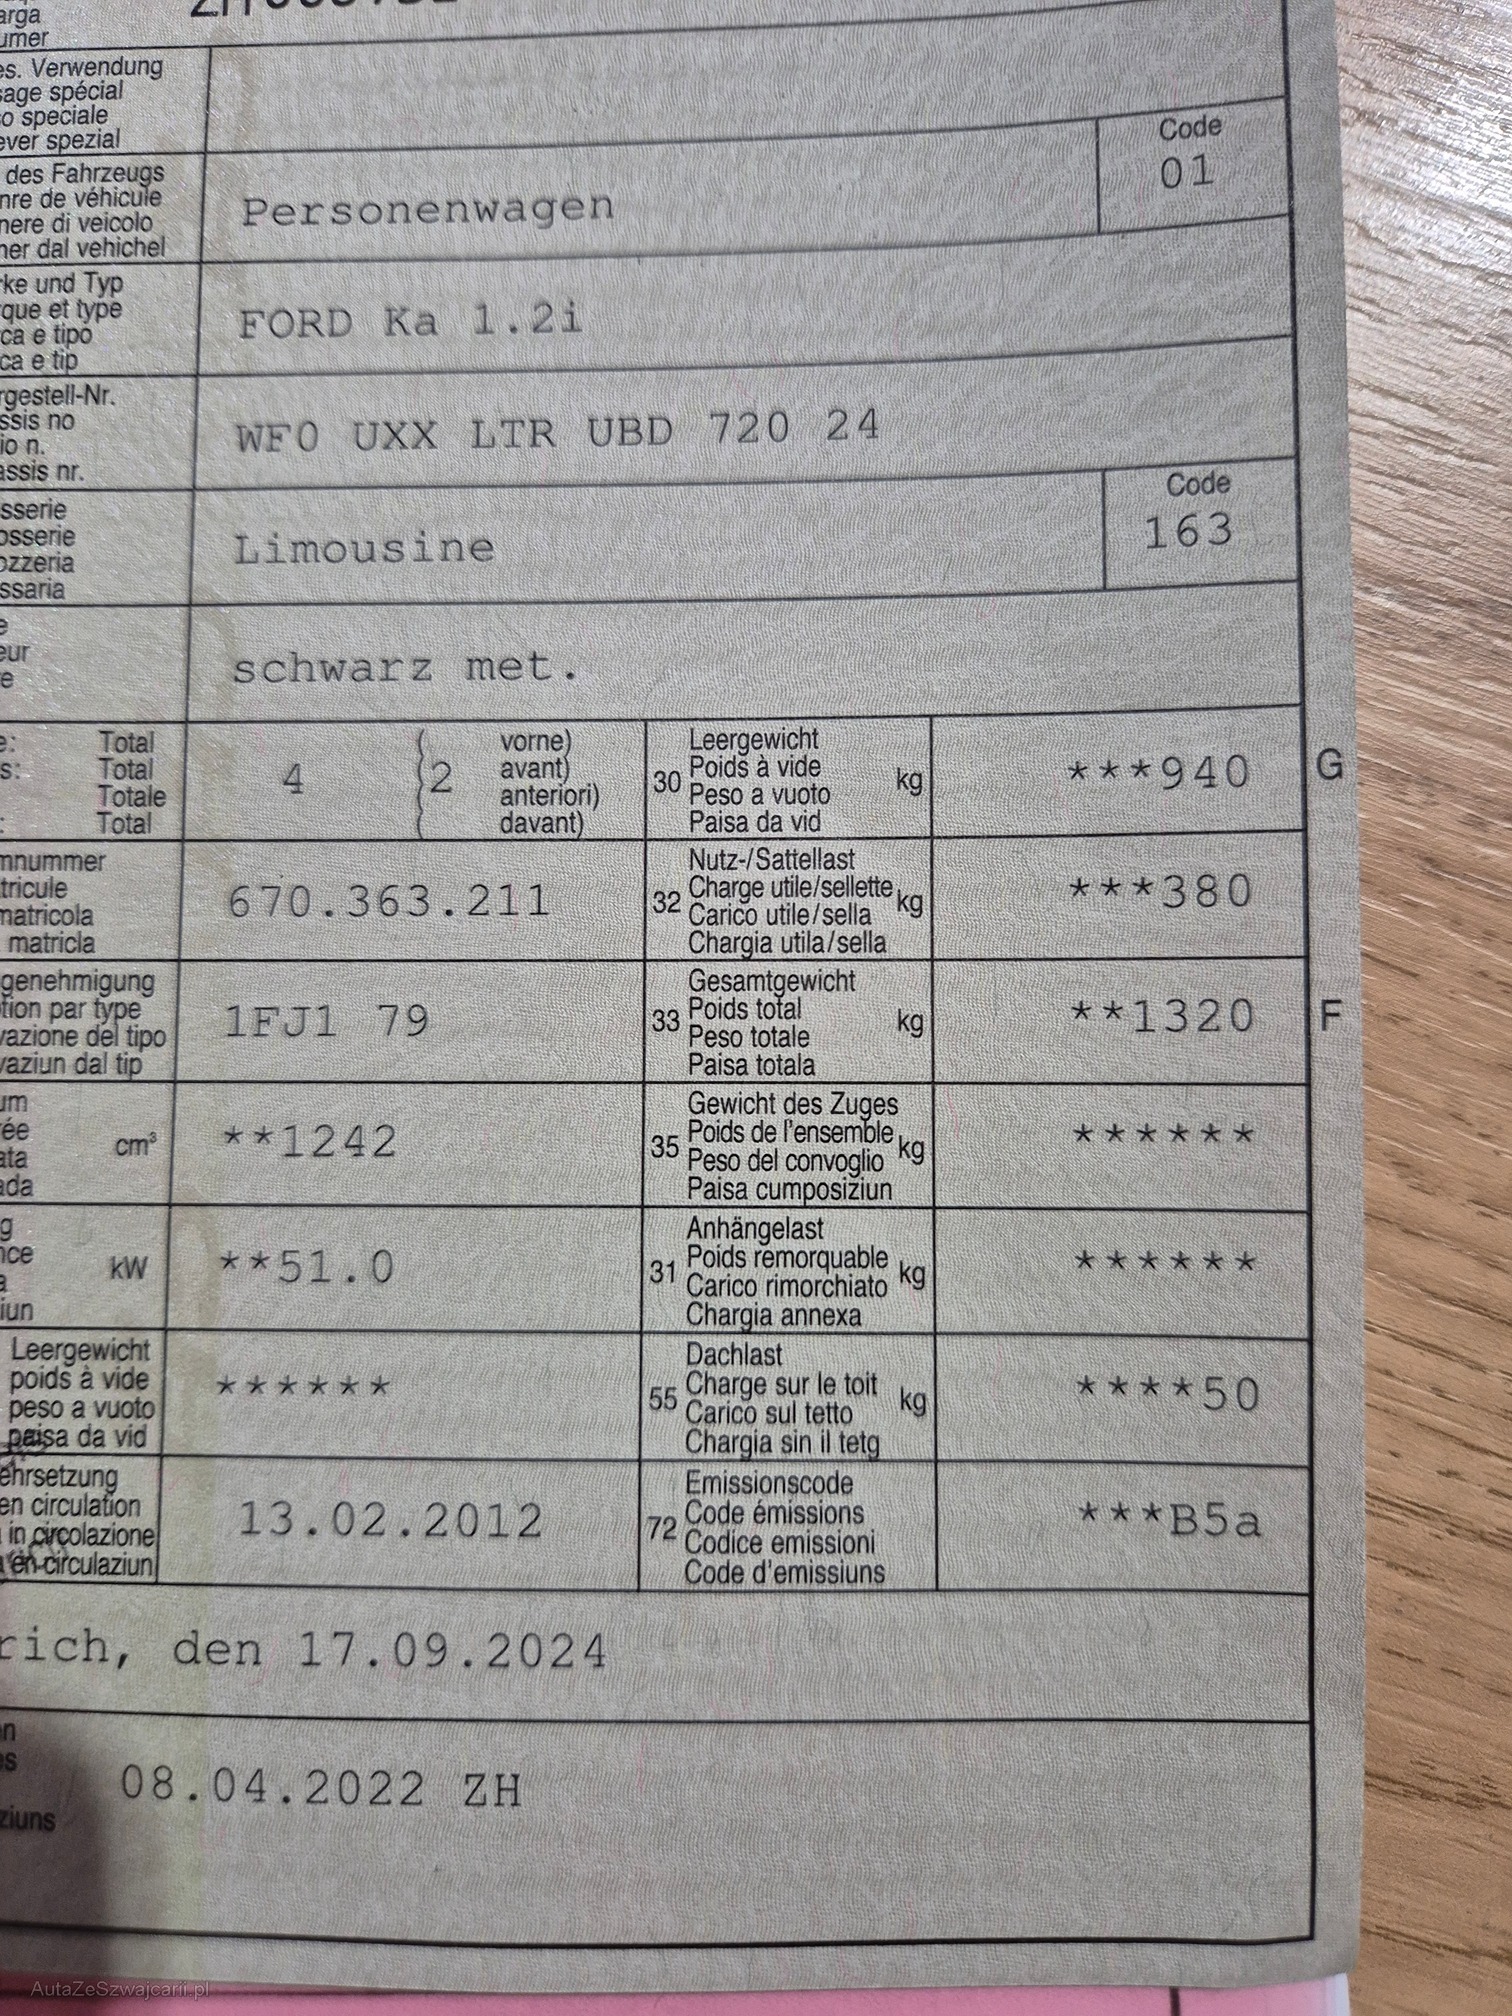 arga
umer
es. Verwendung
sage spécial
so speciale
ever spezial
des Fahrzeugs
nre de véhicule
nere di veicolo
ner dal vehichel
Personenwagen
Code
01
ke und Typ
que et type
ca e tipo
ca e tip
FORD Ka 1.2i
rgestell-Nr.
ssis no
io n.
assis nr.
WF0 UXX LTR UBD 720 24
sserie
osserie
ozzeria
ssaria
Limousine
Code
163
e
eur
e
schwarz met.
e: Total
s: Total
Totale
: Total
4 (2 vorne)
avant)
anteriori)
davant)
30 Leergewicht
Poids à vide
Peso a vuoto
Paisa da vid
kg
***940
G
mnummer
tricule
matricola
matricla
670.363.211
32 Nutz-/Sattellast
Charge utile/sellette
Carico utile/sella
Chargia utila/sella
kg
***380
genehmigung
tion par type
vazione del tipo
vaziun dal tip
1FJ1 79
33 Gesamtgewicht
Poids total
Peso totale
Paisa totala
kg
**1320
F
um
ée
ata
ada
cm³
**1242
35 Gewicht des Zuges
Poids de l'ensemble
Peso del convoglio
Paisa cumposiziun
kg
******
g
nce
a
iun
kW
**51.0
31 Anhängelast
Poids remorquable
Carico rimorchiato
Chargia annexa
kg
******
Leergewicht
poids à vide
peso a vuoto
paisa da vid
******
55 Dachlast
Charge sur le toit
Carico sul tetto
Chargia sin il tetg
kg
****50
ehrsetzung
en circulation
in circolazione
en circulaziun
13.02.2012
72 Emissionscode
Code émissions
Codice emissioni
Code d'emissiuns
***B5a
rich, den 17.09.2024
n
es
ziuns
08.04.2022 ZH
AutaZeSzwajcarii.pl